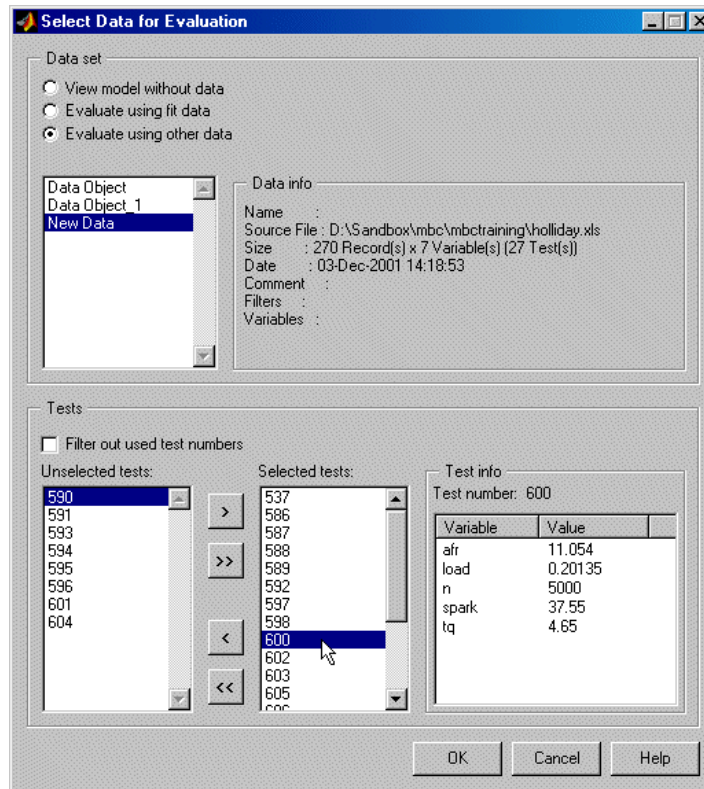 Select Data for Evaluation
Data set
View model without data
Evaluate using fit data
Evaluate using other data
Data Object
Data Object_1
New Data
Data info
Name :
Source File : D:\Sandbox\mbc\mbctraining\holliday.xls
Size : 270 Record(s) x 7 Variable(s) (27 Test(s))
Date : 03-Dec-2001 14:18:53
Comment :
Filters :
Variables :
Tests
Filter out used test numbers
Unselected tests:
590
591
593
594
595
596
601
604
>
>>
<
<<
Selected tests:
537
586
587
588
589
592
597
598
600
602
603
605
Test info
Test number: 600
Variable Value
afr 11.054
load 0.20135
n 5000
spark 37.55
tq 4.65
OK Cancel Help